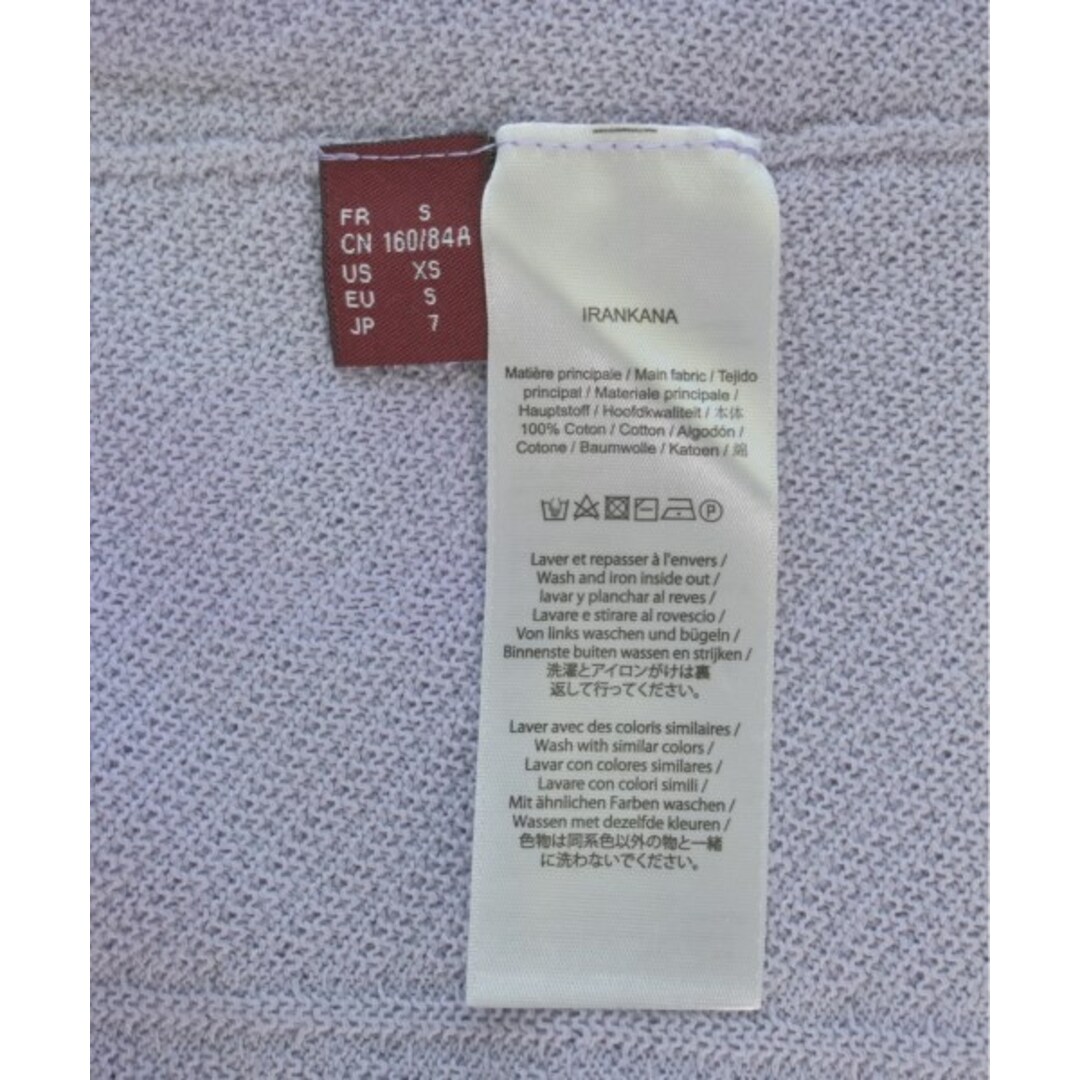 FR S
CN 160/84A
US XS
EU S
JP 7
IRANKANA
Matière principale / Main fabric / Tejido
principal / Materiale principale /
Hauptstoff / Hoofdkwaliteit / 本体
100% Coton / Cotton / Algodón /
Cotone / Baumwolle / Katoen / 綿
P
Laver et repasser à l'envers /
Wash and iron inside out /
lavar y planchar al reves /
Lavare e stirare al rovescio /
Von links waschen und bügeln /
Binnenste buiten wassen en strijken /
洗濯とアイロンがけは裏
返して行ってください。
Laver avec des coloris similaires /
Wash with similar colors /
Lavar con colores similares /
Lavare con colori simili /
Mit ähnlichen Farben waschen /
Wassen met dezelfde kleuren /
色物は同系色以外の物と一緒
に洗わないでください。